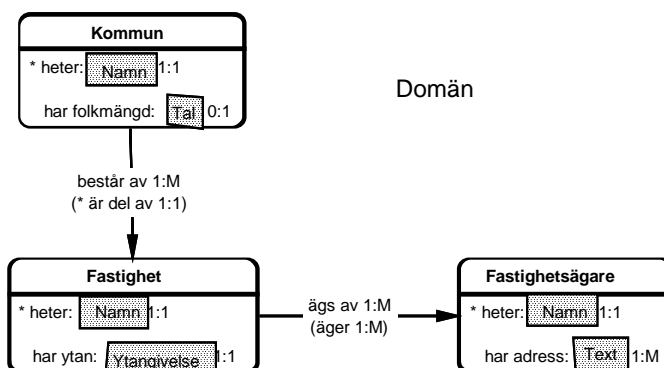 Kommun
* heter: Namn 1:1
har folkmängd: Tal 0:1
Domän
består av 1:M
(* är del av 1:1)
Fastighet
* heter: Namn 1:1
har ytan: Ytangivelse 1:1
ägs av 1:M
(äger 1:M)
Fastighetsägare
* heter: Namn 1:1
har adress: Text 1:M